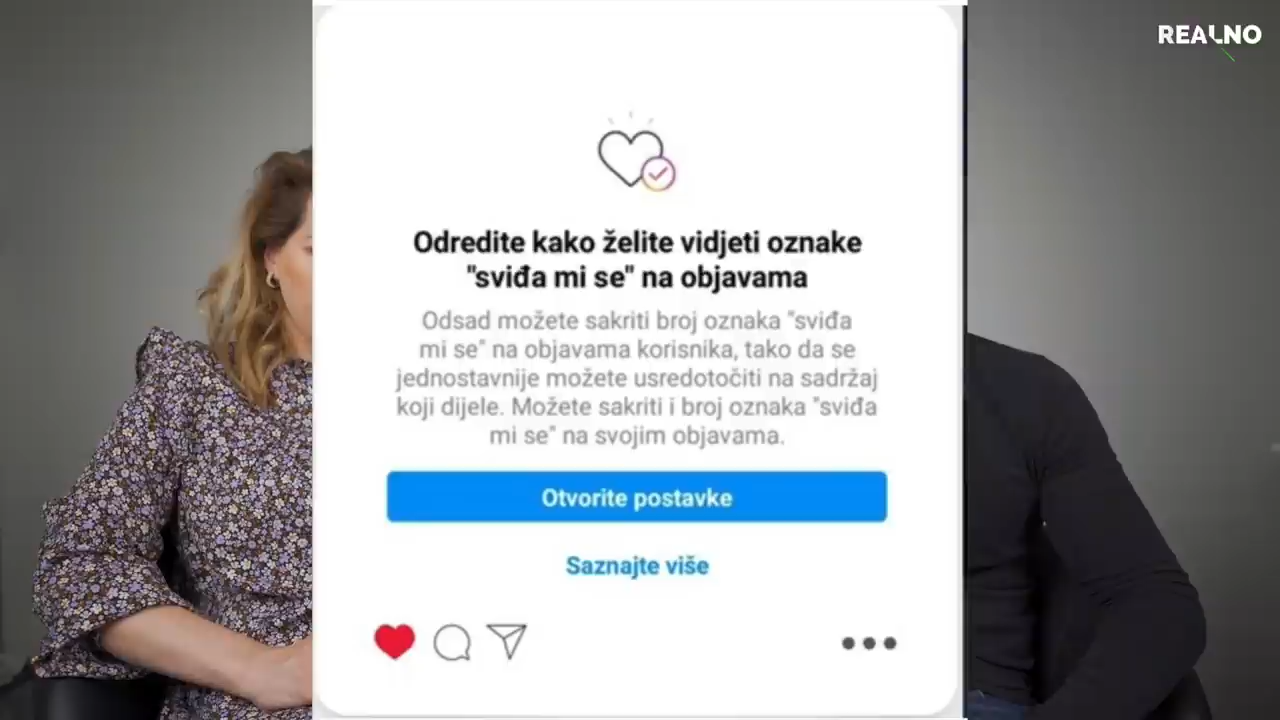 REALNO
Odredite kako želite vidjeti oznake
"sviđa mi se" na objavama
Odsad možete sakriti broj oznaka "sviđa
mi se" na objavama korisnika, tako da se
jednostavnije možete usredotočiti na sadržaj
koji dijele. Možete sakriti i broj oznaka "sviđa
mi se" na svojim objavama.
Otvorite postavke
Saznajte više